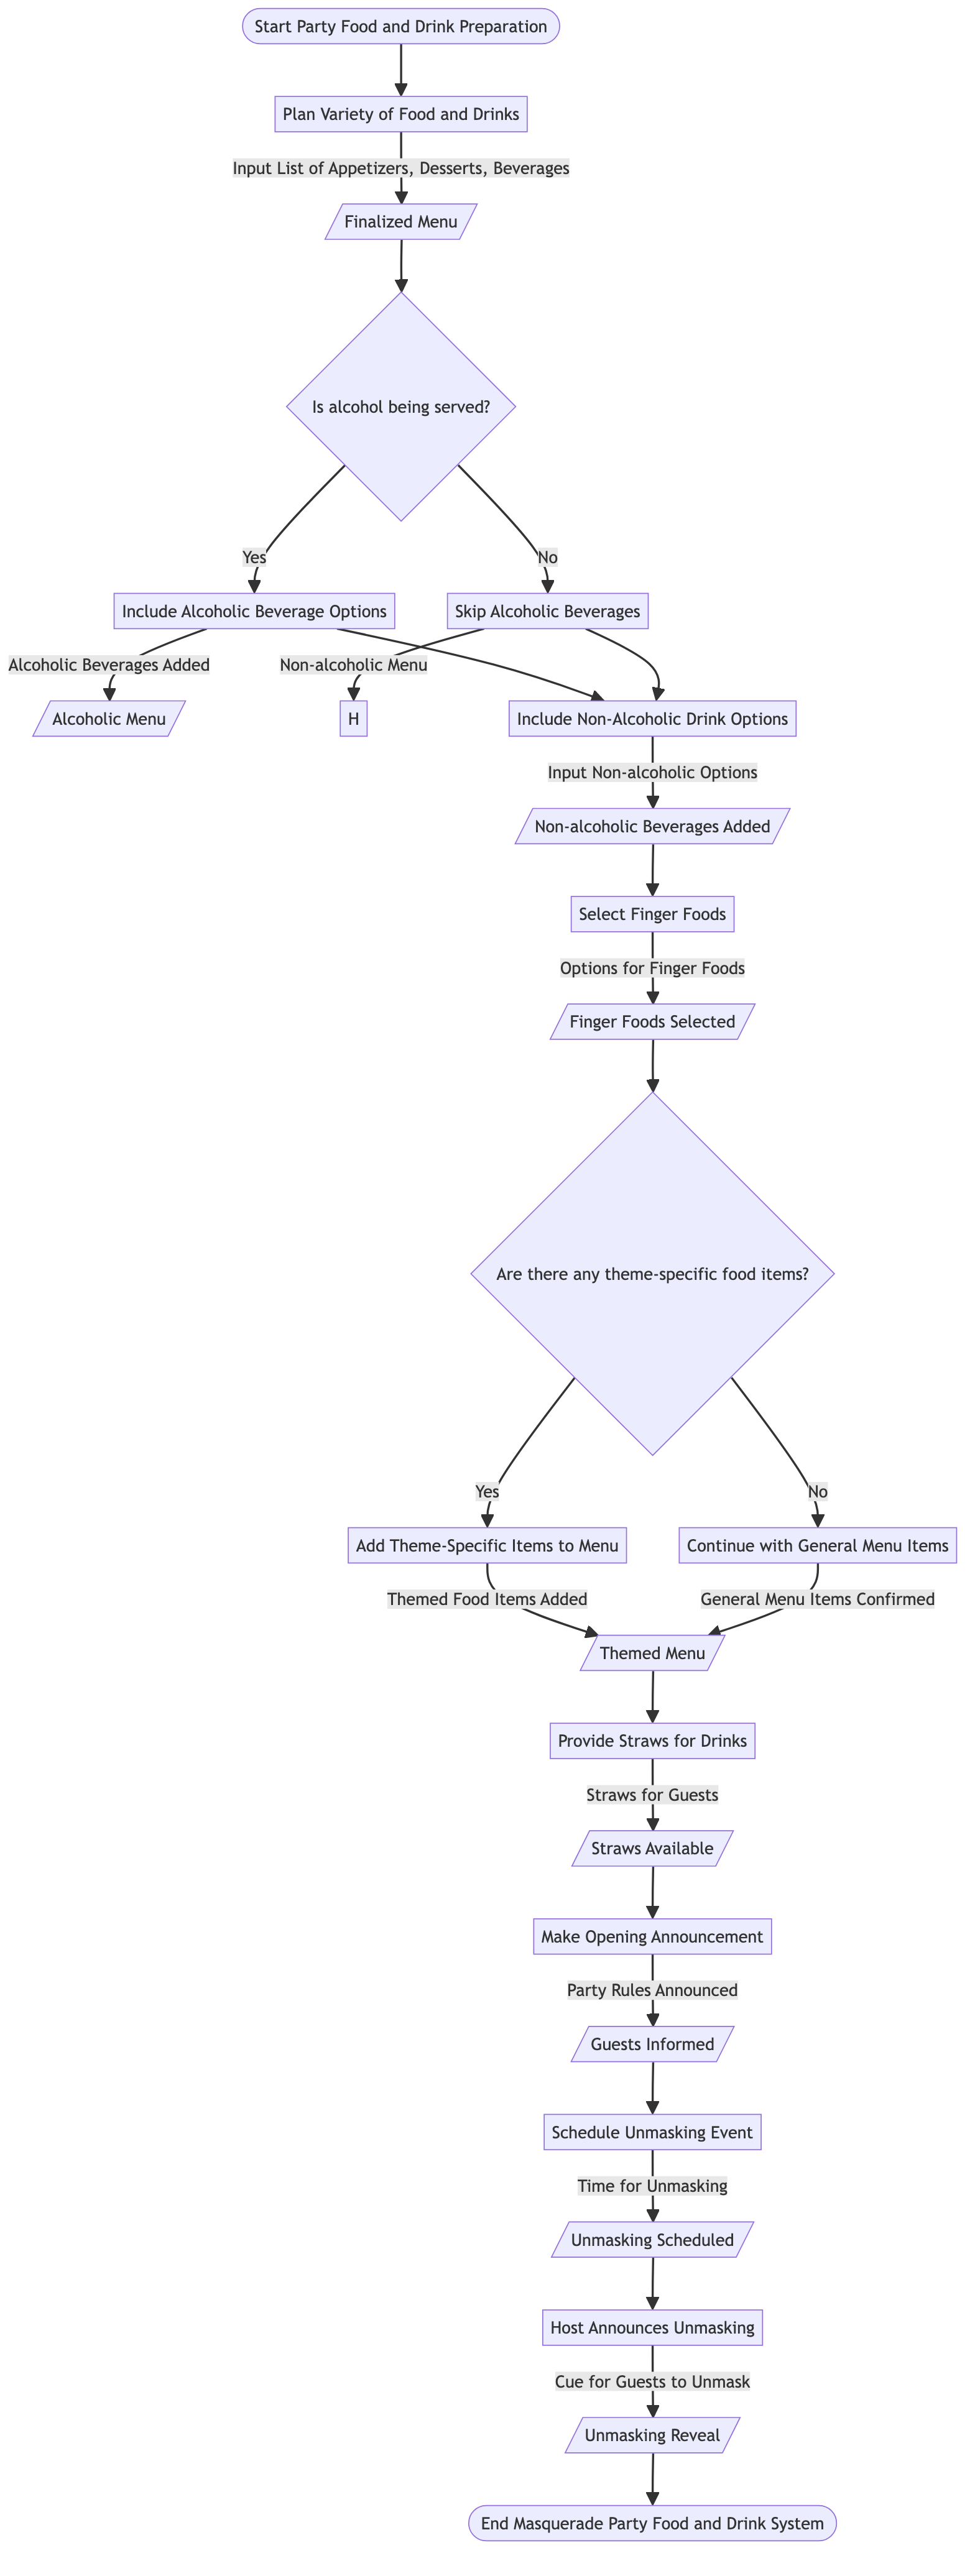 Start Party Food and Drink Preparation
Plan Variety of Food and Drinks
Input List of Appetizers, Desserts, Beverages
Finalized Menu
Is alcohol being served?
Yes
No
Include Alcoholic Beverage Options
Skip Alcoholic Beverages
Alcoholic Beverages Added
Non-alcoholic Menu
Alcoholic Menu
H
Include Non-Alcoholic Drink Options
Input Non-alcoholic Options
Non-alcoholic Beverages Added
Select Finger Foods
Options for Finger Foods
Finger Foods Selected
Are there any theme-specific food items?
Yes
No
Add Theme-Specific Items to Menu
Continue with General Menu Items
Themed Food Items Added
General Menu Items Confirmed
Themed Menu
Provide Straws for Drinks
Straws for Guests
Straws Available
Make Opening Announcement
Party Rules Announced
Guests Informed
Schedule Unmasking Event
Time for Unmasking
Unmasking Scheduled
Host Announces Unmasking
Cue for Guests to Unmask
Unmasking Reveal
End Masquerade Party Food and Drink System